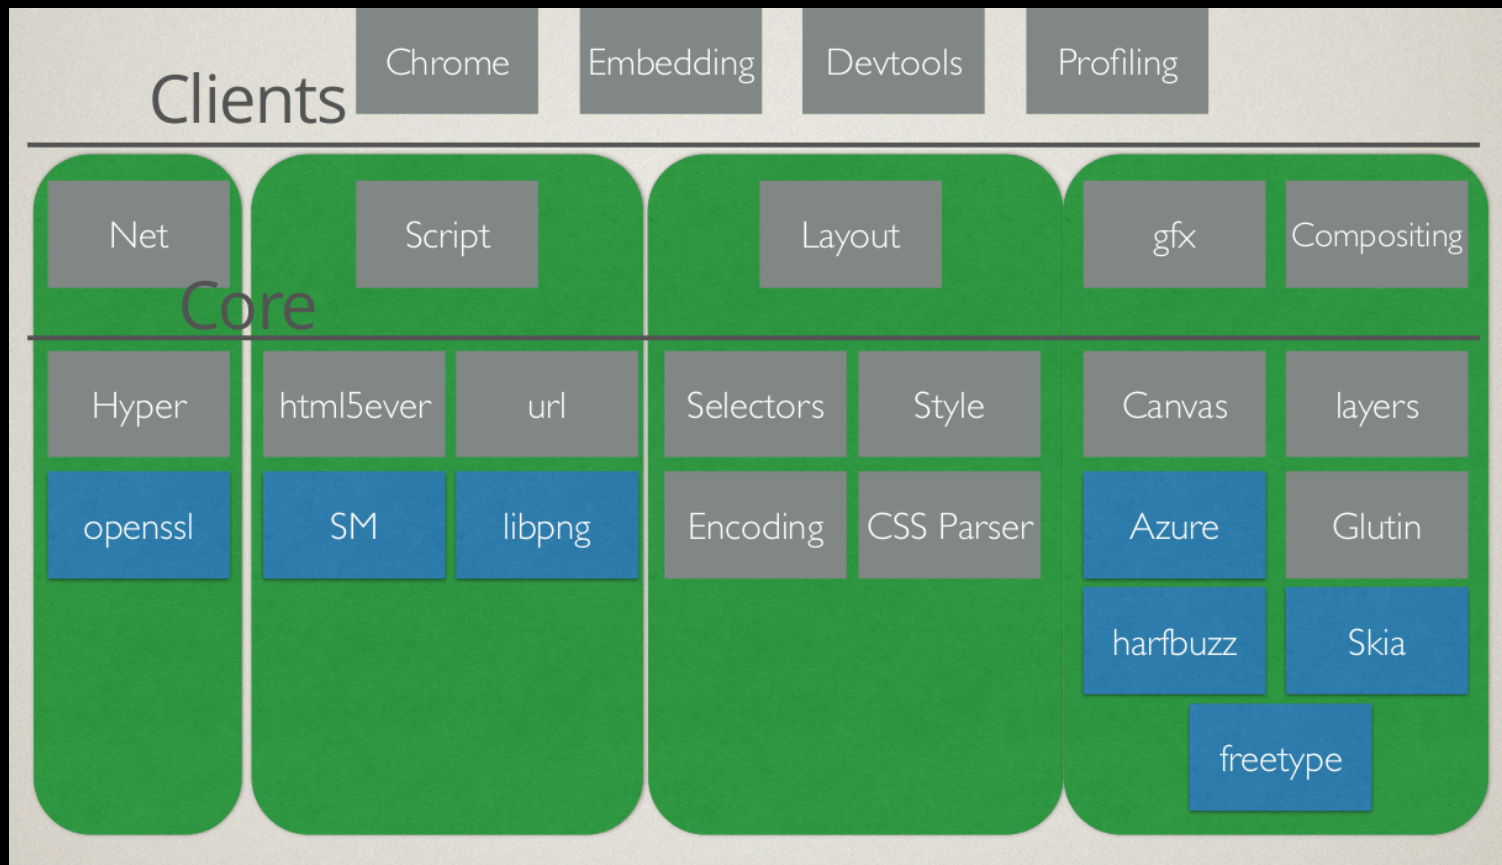 Chrome
Embedding
Devtools
Profiling
Clients
Net
Script
Layout
gfx
Compositing
Core
Hyper
html5ever
url
Selectors
Style
Canvas
layers
openssl
SM
libpng
Encoding
CSS Parser
Azure
Glutin
harfbuzz
Skia
freetype